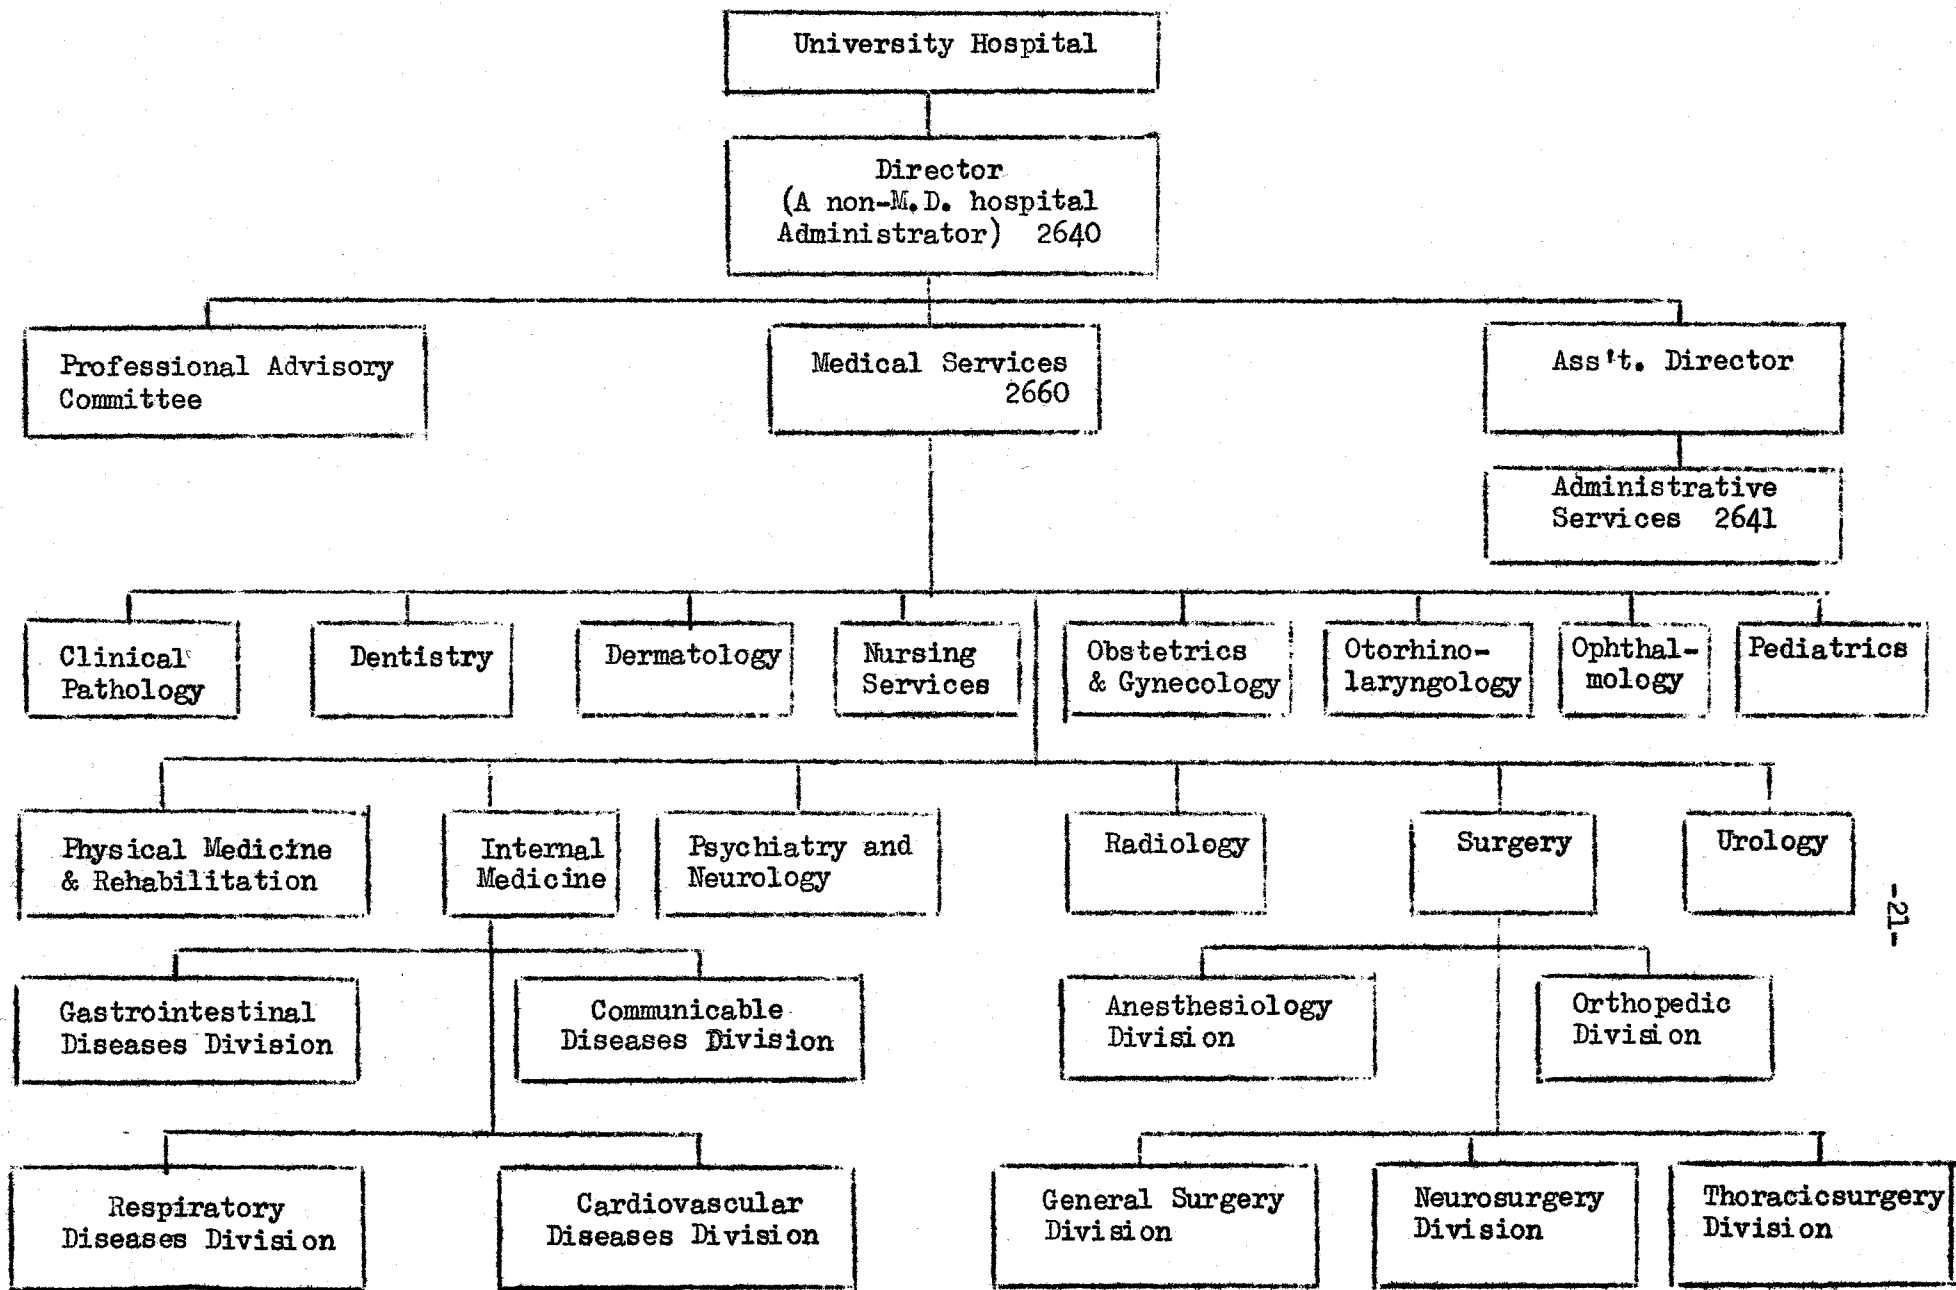 University Hospital
Director
(A non-M.D. hospital
Administrator) 2640
Professional Advisory
Committee
Medical Services
2660
Ass't. Director
Administrative
Services 2641
Clinical
Pathology
Dentistry
Dermatology
Nursing
Services
Obstetrics
& Gynecology
Otorhino-
laryngology
Ophthal-
mology
Pediatrics
Physical Medicine
& Rehabilitation
Internal
Medicine
Psychiatry and
Neurology
Radiology
Surgery
Urology
-21-
Gastrointestinal
Diseases Division
Communicable
Diseases Division
Anesthesiology
Division
Orthopedic
Division
Respiratory
Diseases Division
Cardiovascular
Diseases Division
General Surgery
Division
Neurosurgery
Division
Thoracicsurgery
Division